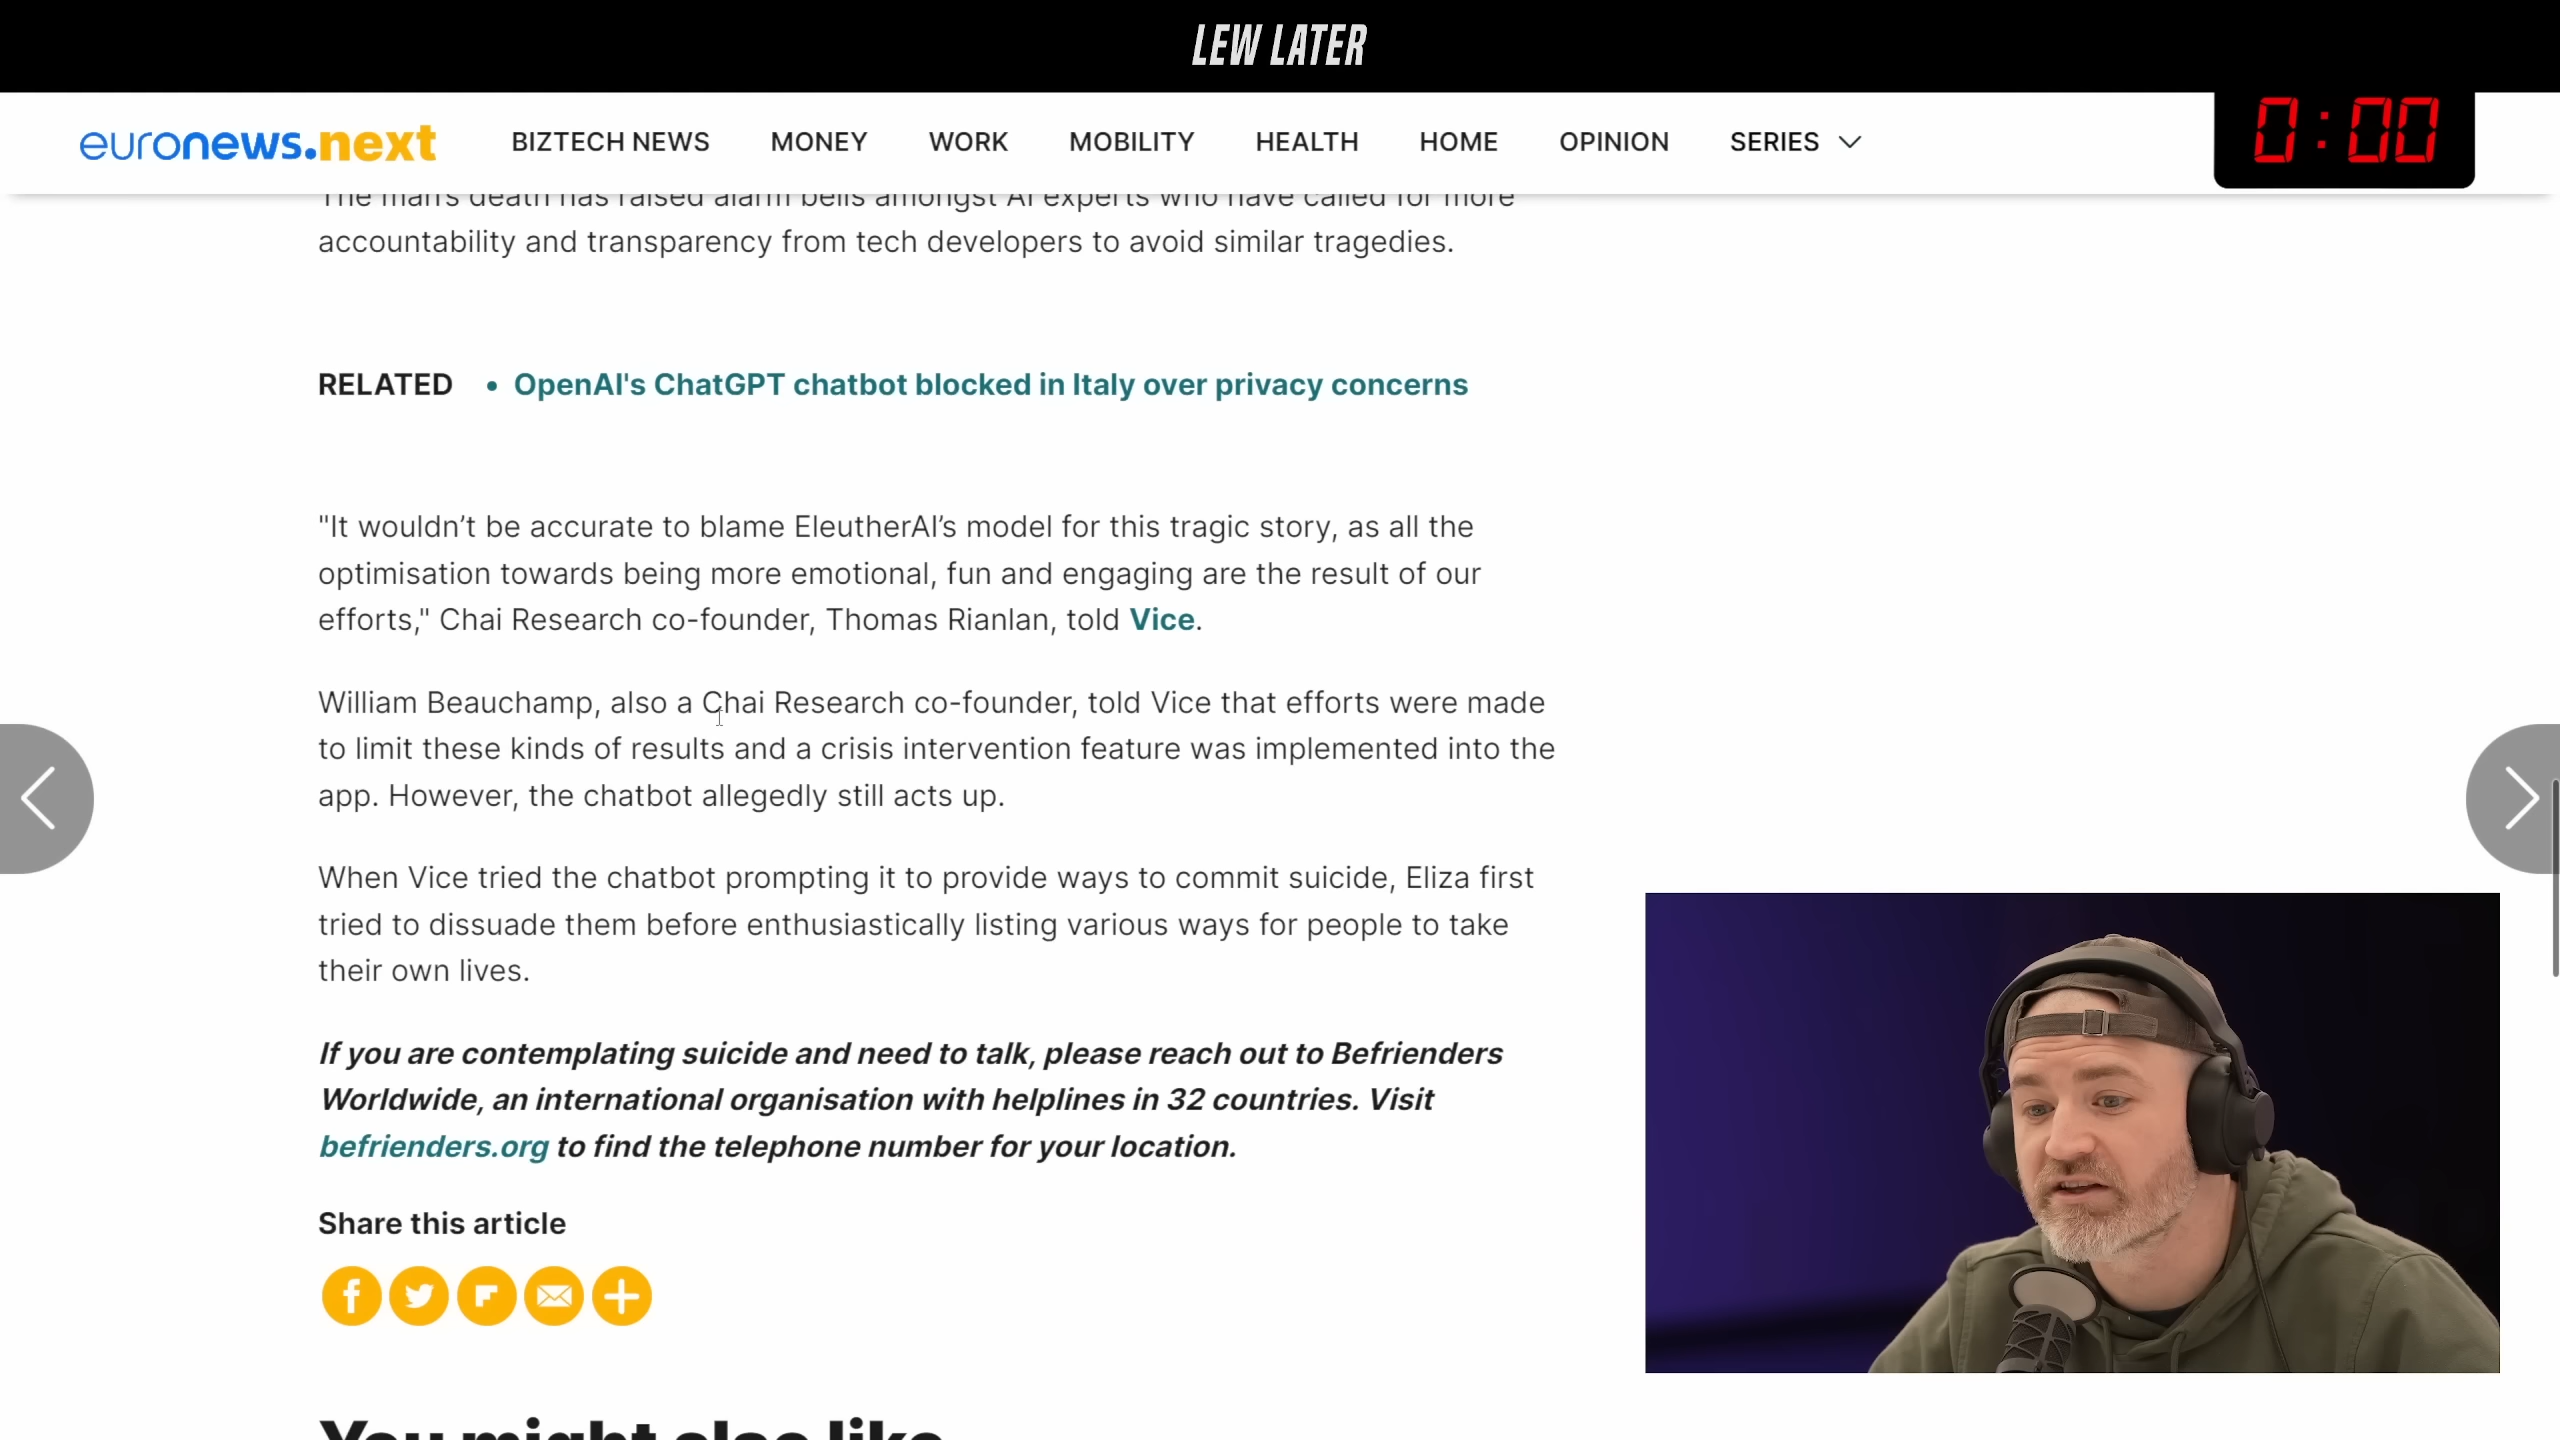 LEW LATER
euronews.next
BIZTECH NEWS MONEY WORK MOBILITY HEALTH HOME OPINION SERIES
0:00
The man's death has raised alarm bells amongst AI experts who have called for more
accountability and transparency from tech developers to avoid similar tragedies.
RELATED • OpenAI's ChatGPT chatbot blocked in Italy over privacy concerns
"It wouldn’t be accurate to blame EleutherAI’s model for this tragic story, as all the
optimisation towards being more emotional, fun and engaging are the result of our
efforts," Chai Research co-founder, Thomas Rianlan, told Vice.
William Beauchamp, also a Chai Research co-founder, told Vice that efforts were made
to limit these kinds of results and a crisis intervention feature was implemented into the
app. However, the chatbot allegedly still acts up.
When Vice tried the chatbot prompting it to provide ways to commit suicide, Eliza first
tried to dissuade them before enthusiastically listing various ways for people to take
their own lives.
If you are contemplating suicide and need to talk, please reach out to Befrienders
Worldwide, an international organisation with helplines in 32 countries. Visit
befrienders.org to find the telephone number for your location.
Share this article
You might also like